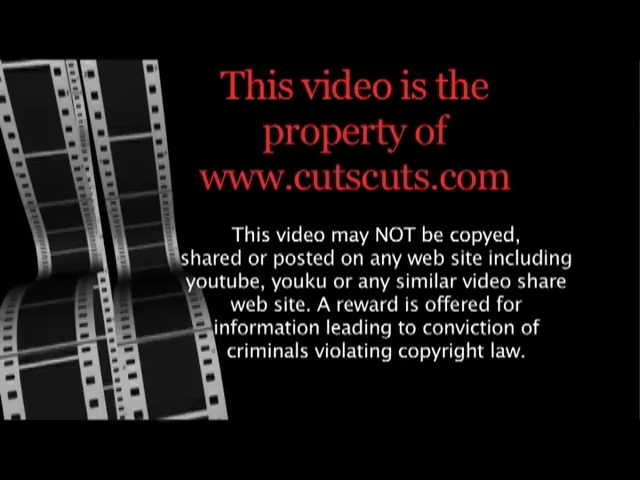 This video is the
property of
www.cutscuts.com
This video may NOT be copyed,
shared or posted on any web site including
youtube, youku or any similar video share
web site. A reward is offered for
information leading to conviction of
criminals violating copyright law.